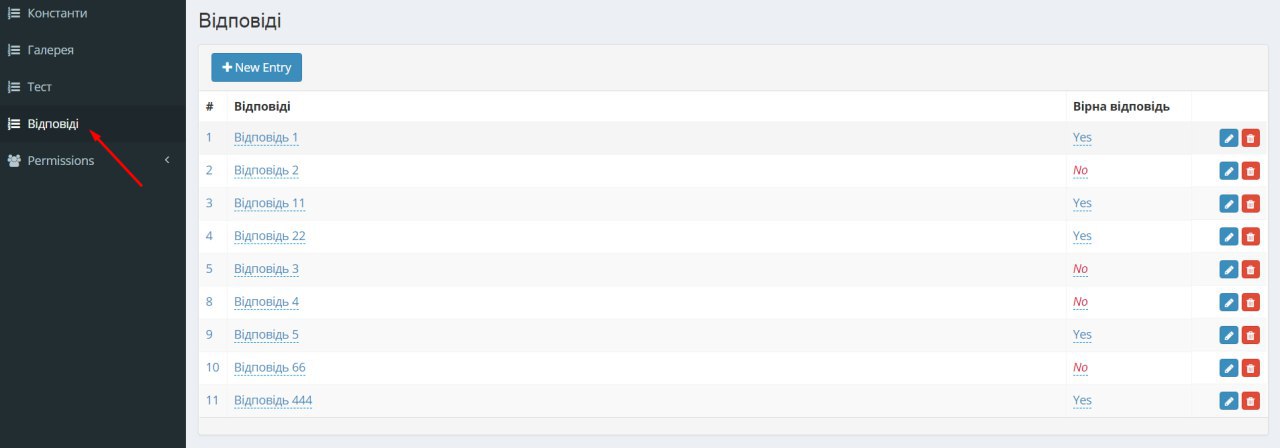 Константи
Галерея
Тест
Відповіді
Permissions
Відповіді
New Entry
# Відповіді Вірна відповідь
1 Відповідь 1 Yes
2 Відповідь 2 No
3 Відповідь 11 Yes
4 Відповідь 22 Yes
5 Відповідь 3 No
8 Відповідь 4 No
9 Відповідь 5 Yes
10 Відповідь 66 No
11 Відповідь 444 Yes